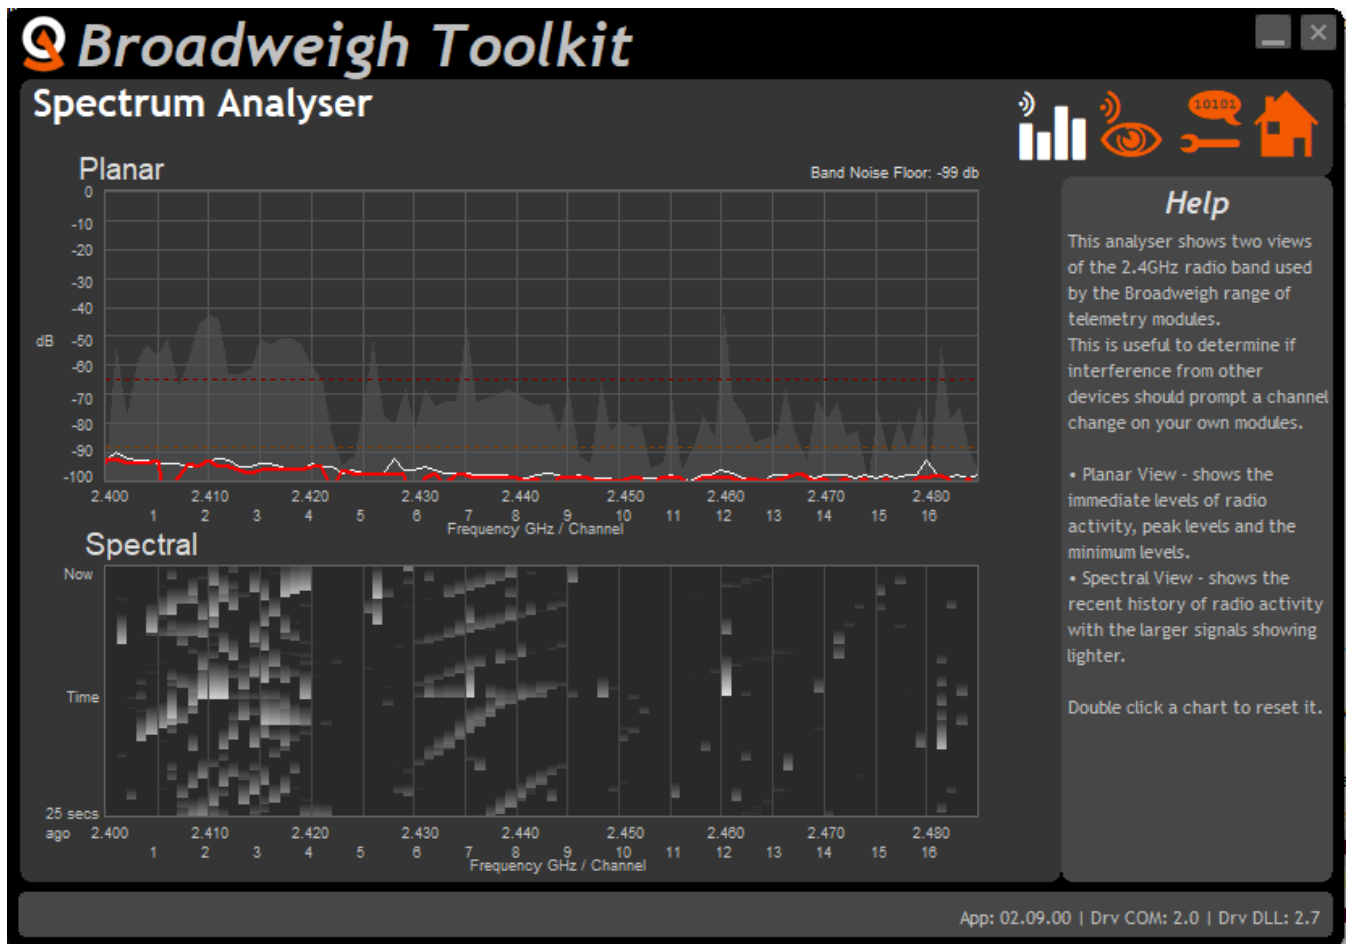 Broadweigh Toolkit
Spectrum Analyser
10101
Planar
Band Noise Floor: -99 db
0
-10
-20
-30
-40
dB -50
-60
-70
-80
-90
-100
2.400 2.410 2.420 2.430 2.440 2.450 2.460 2.470 2.480
1 2 3 4 5 6 7 8 9 10 11 12 13 14 15 16
Frequency GHz / Channel
Spectral
Now
Time
25 secs
ago 2.400 2.410 2.420 2.430 2.440 2.450 2.460 2.470 2.480
1 2 3 4 5 6 7 8 9 10 11 12 13 14 15 16
Frequency GHz / Channel
Help
This analyser shows two views
of the 2.4GHz radio band used
by the Broadweigh range of
telemetry modules.
This is useful to determine if
interference from other
devices should prompt a channel
change on your own modules.
• Planar View - shows the
immediate levels of radio
activity, peak levels and the
minimum levels.
• Spectral View - shows the
recent history of radio activity
with the larger signals showing
lighter.
Double click a chart to reset it.
App: 02.09.00 | Drv COM: 2.0 | Drv DLL: 2.7